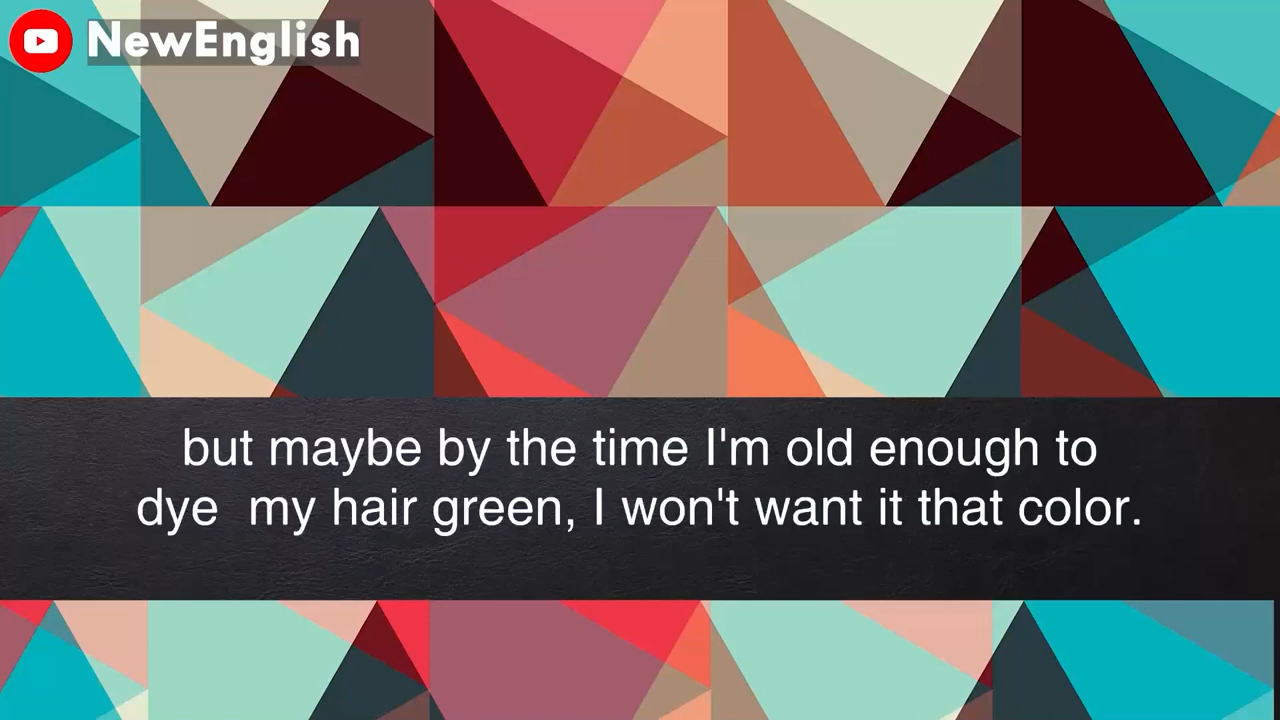 NewEnglish
but maybe by the time I'm old enough to
dye  my hair green, I won't want it that color.